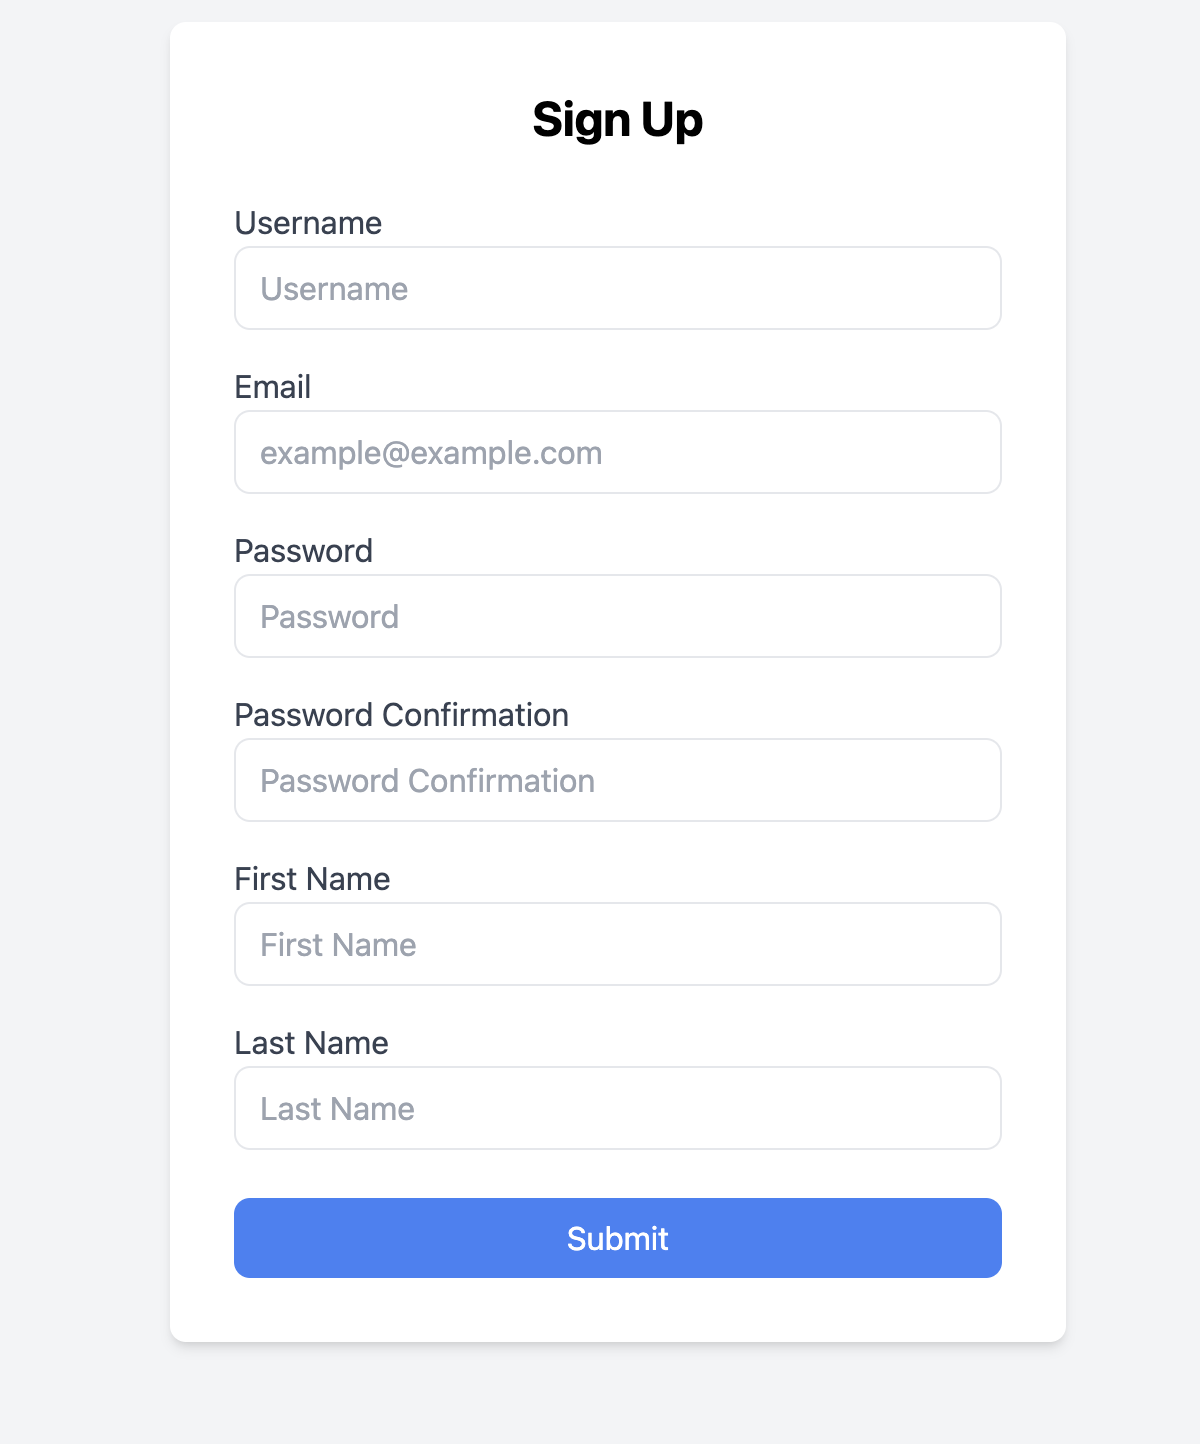 Sign Up
Username
Username
Email
example@example.com
Password
Password
Password Confirmation
Password Confirmation
First Name
First Name
Last Name
Last Name
Submit